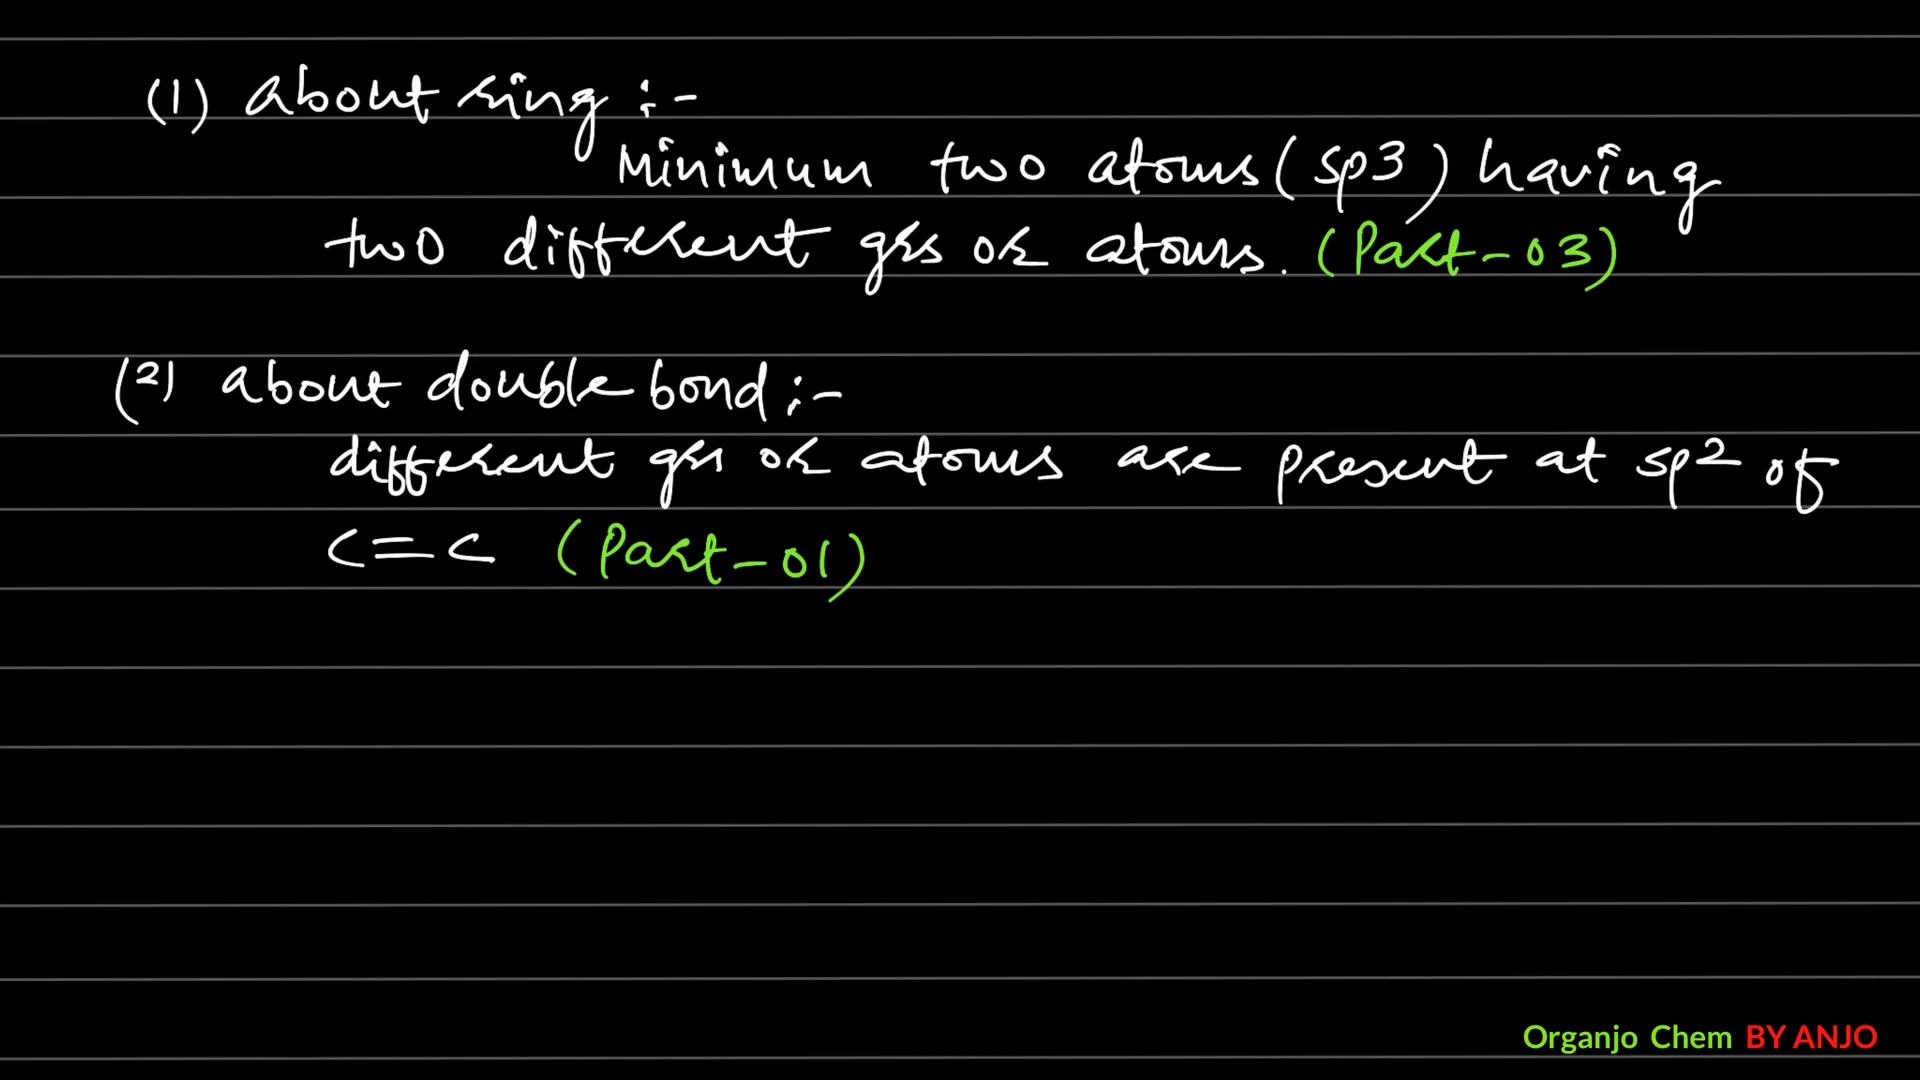 (1) about ring :-
Minimum two atoms (sp3) having
two different grs or atoms. (Part-03)
(2) about double bond :-
different grs or atoms are present at sp2 of
C=C (Part-01)
Organjo Chem BY ANJO